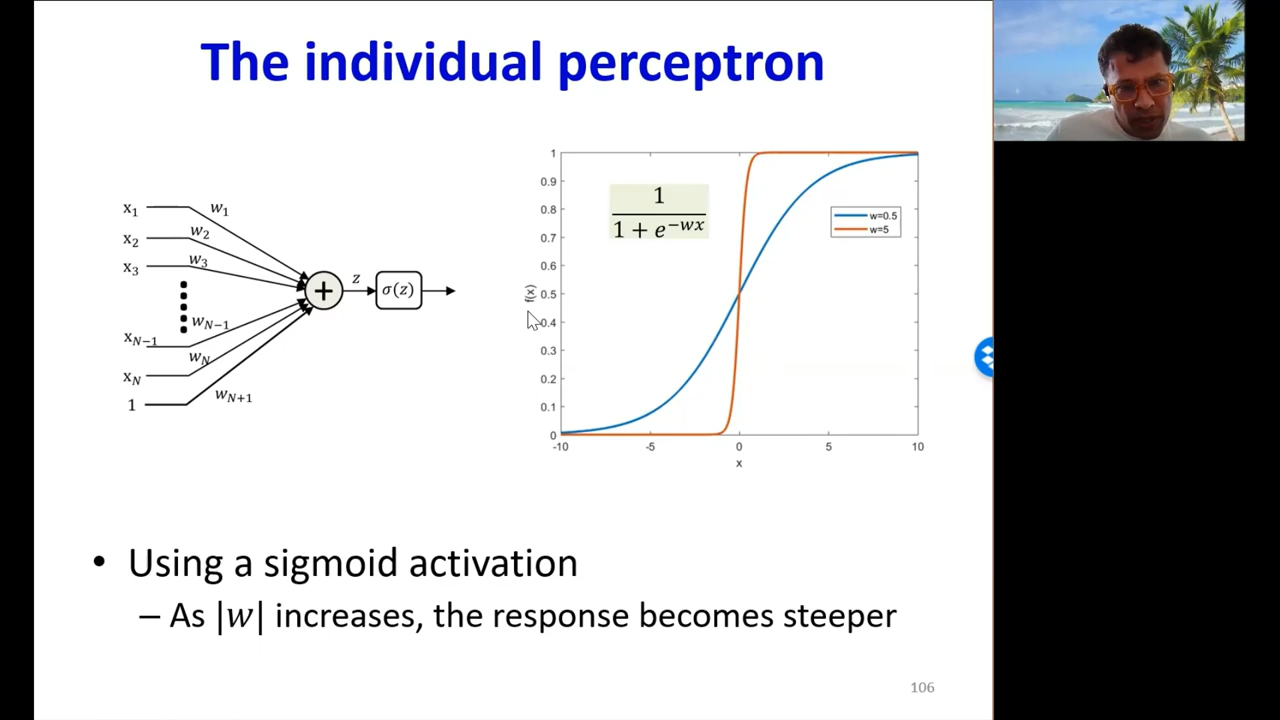 The individual perceptron
x₁ w₁
x₂ w₂
x₃ w₃
xₙ₋₁ wₙ₋₁
xₙ wₙ
1 wₙ₊₁
+
z
σ(z)
1
0.9
0.8
0.7
0.6
0.5
0.4
0.3
0.2
0.1
0
f(x)
1 / (1 + e^{-wx})
w=0.5
w=5
-10 -5 0 5 10
x
• Using a sigmoid activation
– As |w| increases, the response becomes steeper
106